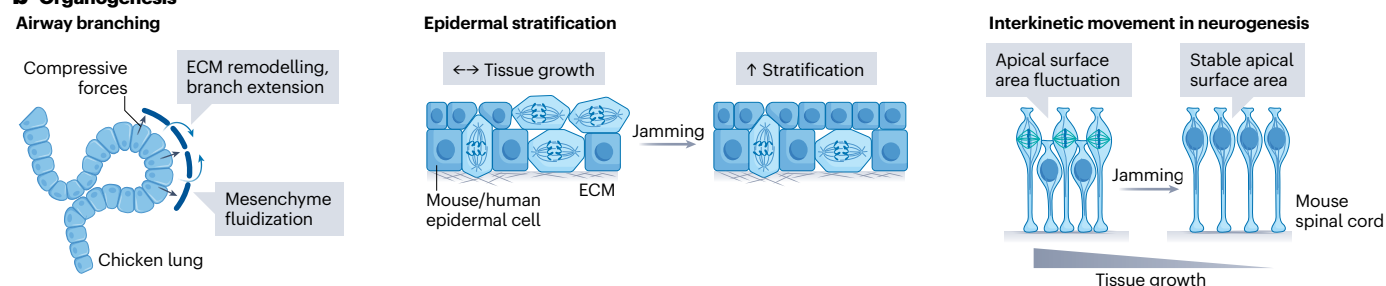 b Organogenesis
Airway branching
Compressive
forces
ECM remodelling,
branch extension
Mesenchyme
fluidization
Chicken lung
Epidermal stratification
←→ Tissue growth
↑ Stratification
Jamming
Mouse/human
epidermal cell
ECM
Interkinetic movement in neurogenesis
Apical surface
area fluctuation
Stable apical
surface area
Jamming
Mouse
spinal cord
Tissue growth